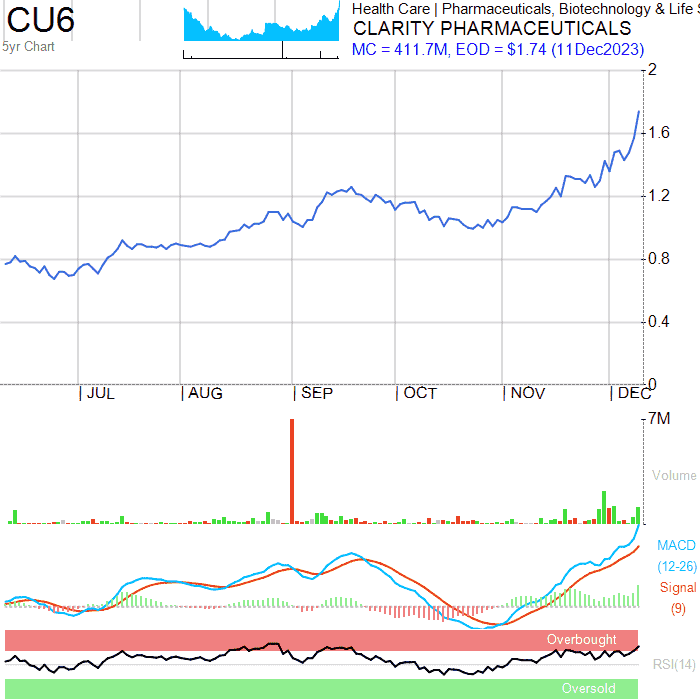 CU6
5yr Chart
Health Care | Pharmaceuticals, Biotechnology & Life
CLARITY PHARMACEUTICALS
MC = 411.7M, EOD = $1.74 (11Dec2023)
2
1.6
1.2
0.8
0.4
0
| JUL | AUG | SEP | OCT | NOV | DEC
7M
Volume
MACD
(12-26)
Signal
(9)
Overbought
RSI(14)
Oversold